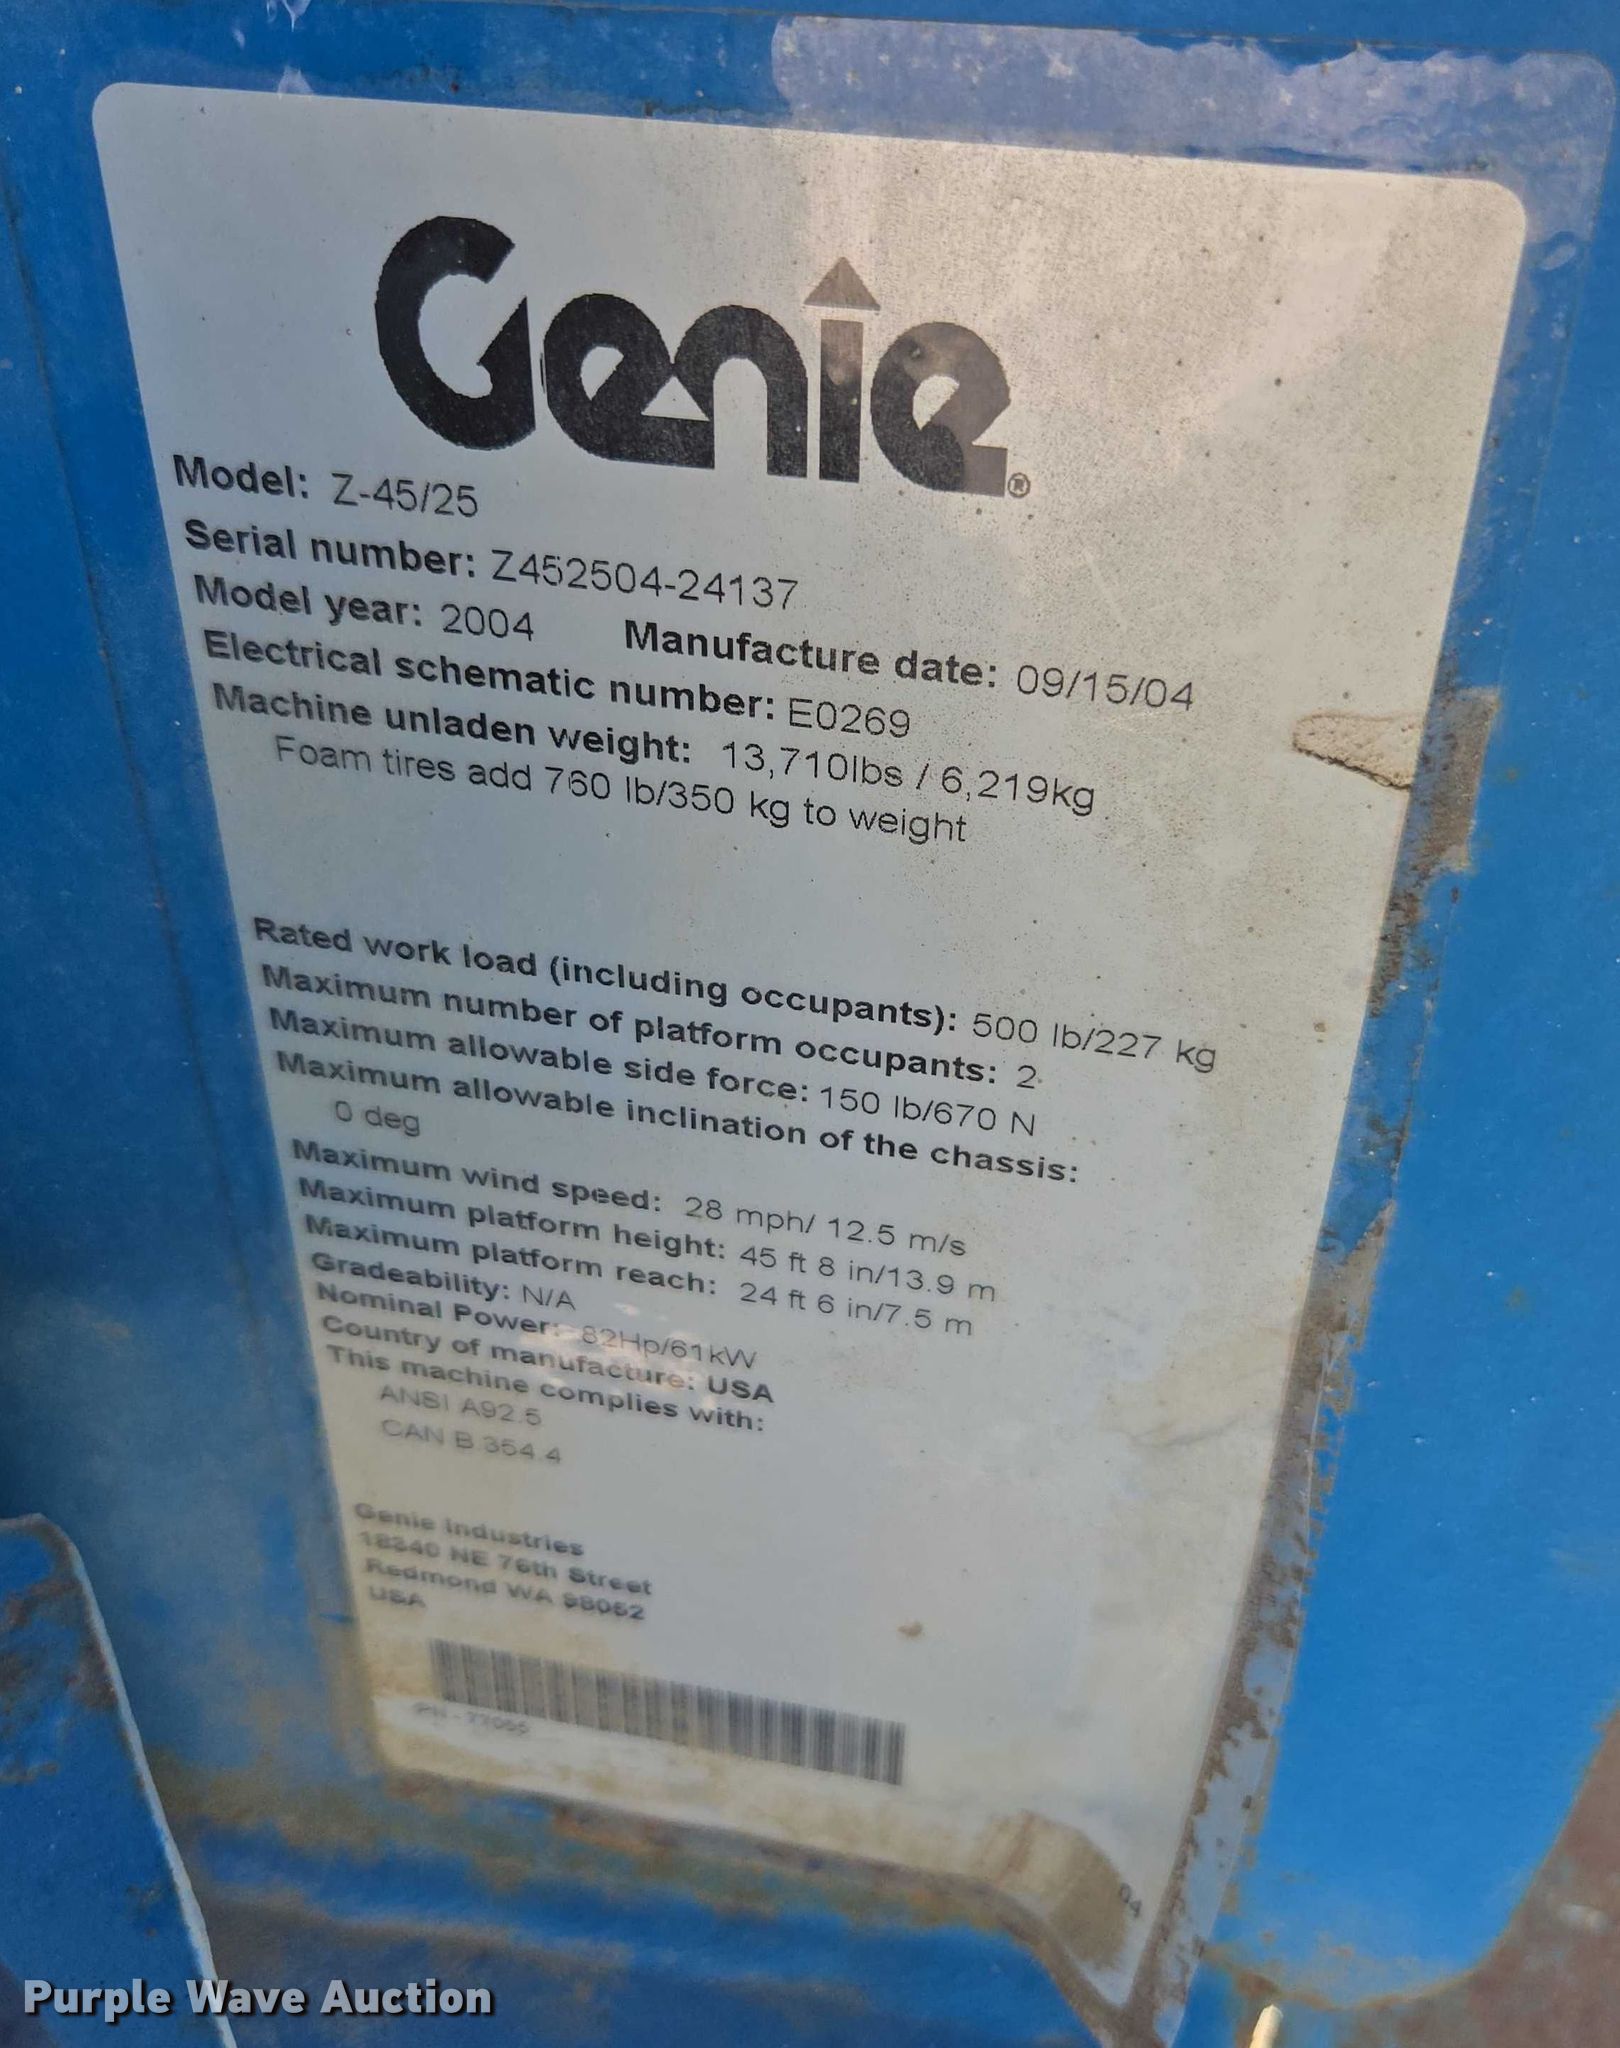 Genie®
Model: Z-45/25
Serial number: Z452504-24137
Model year: 2004 Manufacture date: 09/15/04
Electrical schematic number: E0269
Machine unladen weight: 13,710lbs / 6,219kg
Foam tires add 760 lb/350 kg to weight
Rated work load (including occupants): 500 lb/227 kg
Maximum number of platform occupants: 2
Maximum allowable side force: 150 lb/670 N
Maximum allowable inclination of the chassis:
0 deg
Maximum wind speed: 28 mph/ 12.5 m/s
Maximum platform height: 45 ft 8 in/13.9 m
Maximum platform reach: 24 ft 6 in/7.5 m
Gradeability: N/A
Nominal Power: 82Hp/61kW
Country of manufacture: USA
This machine complies with:
ANSI A92.5
CAN B.354.4
Genie Industries
18340 NE 76th Street
Redmond WA 98052
USA
PN -
04
Purple Wave Auction